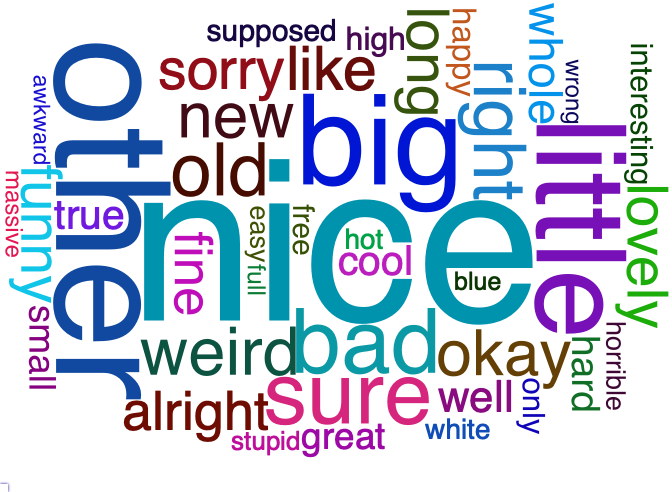 supposed
high
long
happy
whole
wrong
interesting
sorry
like
right
awkward
other
new
big
little
old
nice
massive
funny
true
fine
easy
full
free
hot
cool
blue
lovely
small
weird
bad
okay
hard
horrible
alright
sure
well
only
stupid
great
white